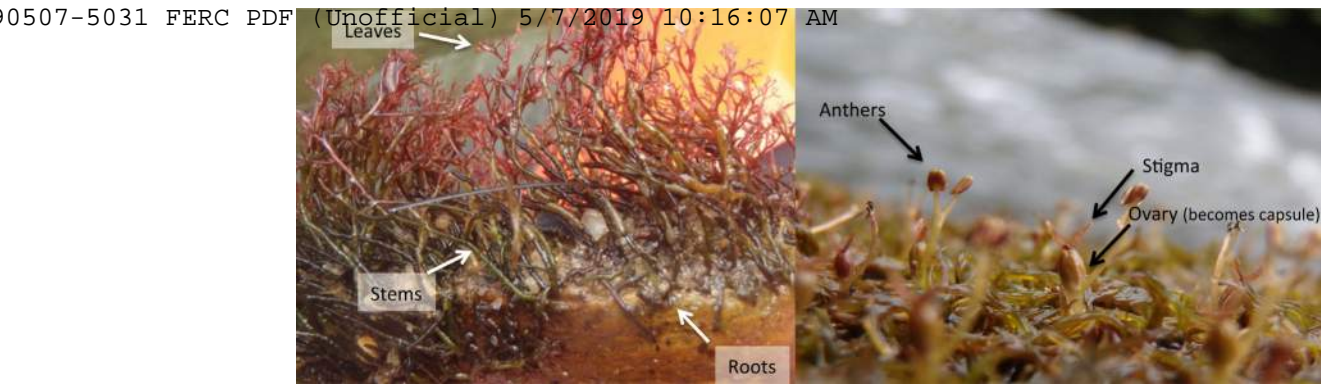 90507-5031 FERC PDF (Unofficial) 5/7/2019 10:16:07 AM
Leaves
Stems
Roots
Anthers
Stigma
Ovary (becomes capsule)